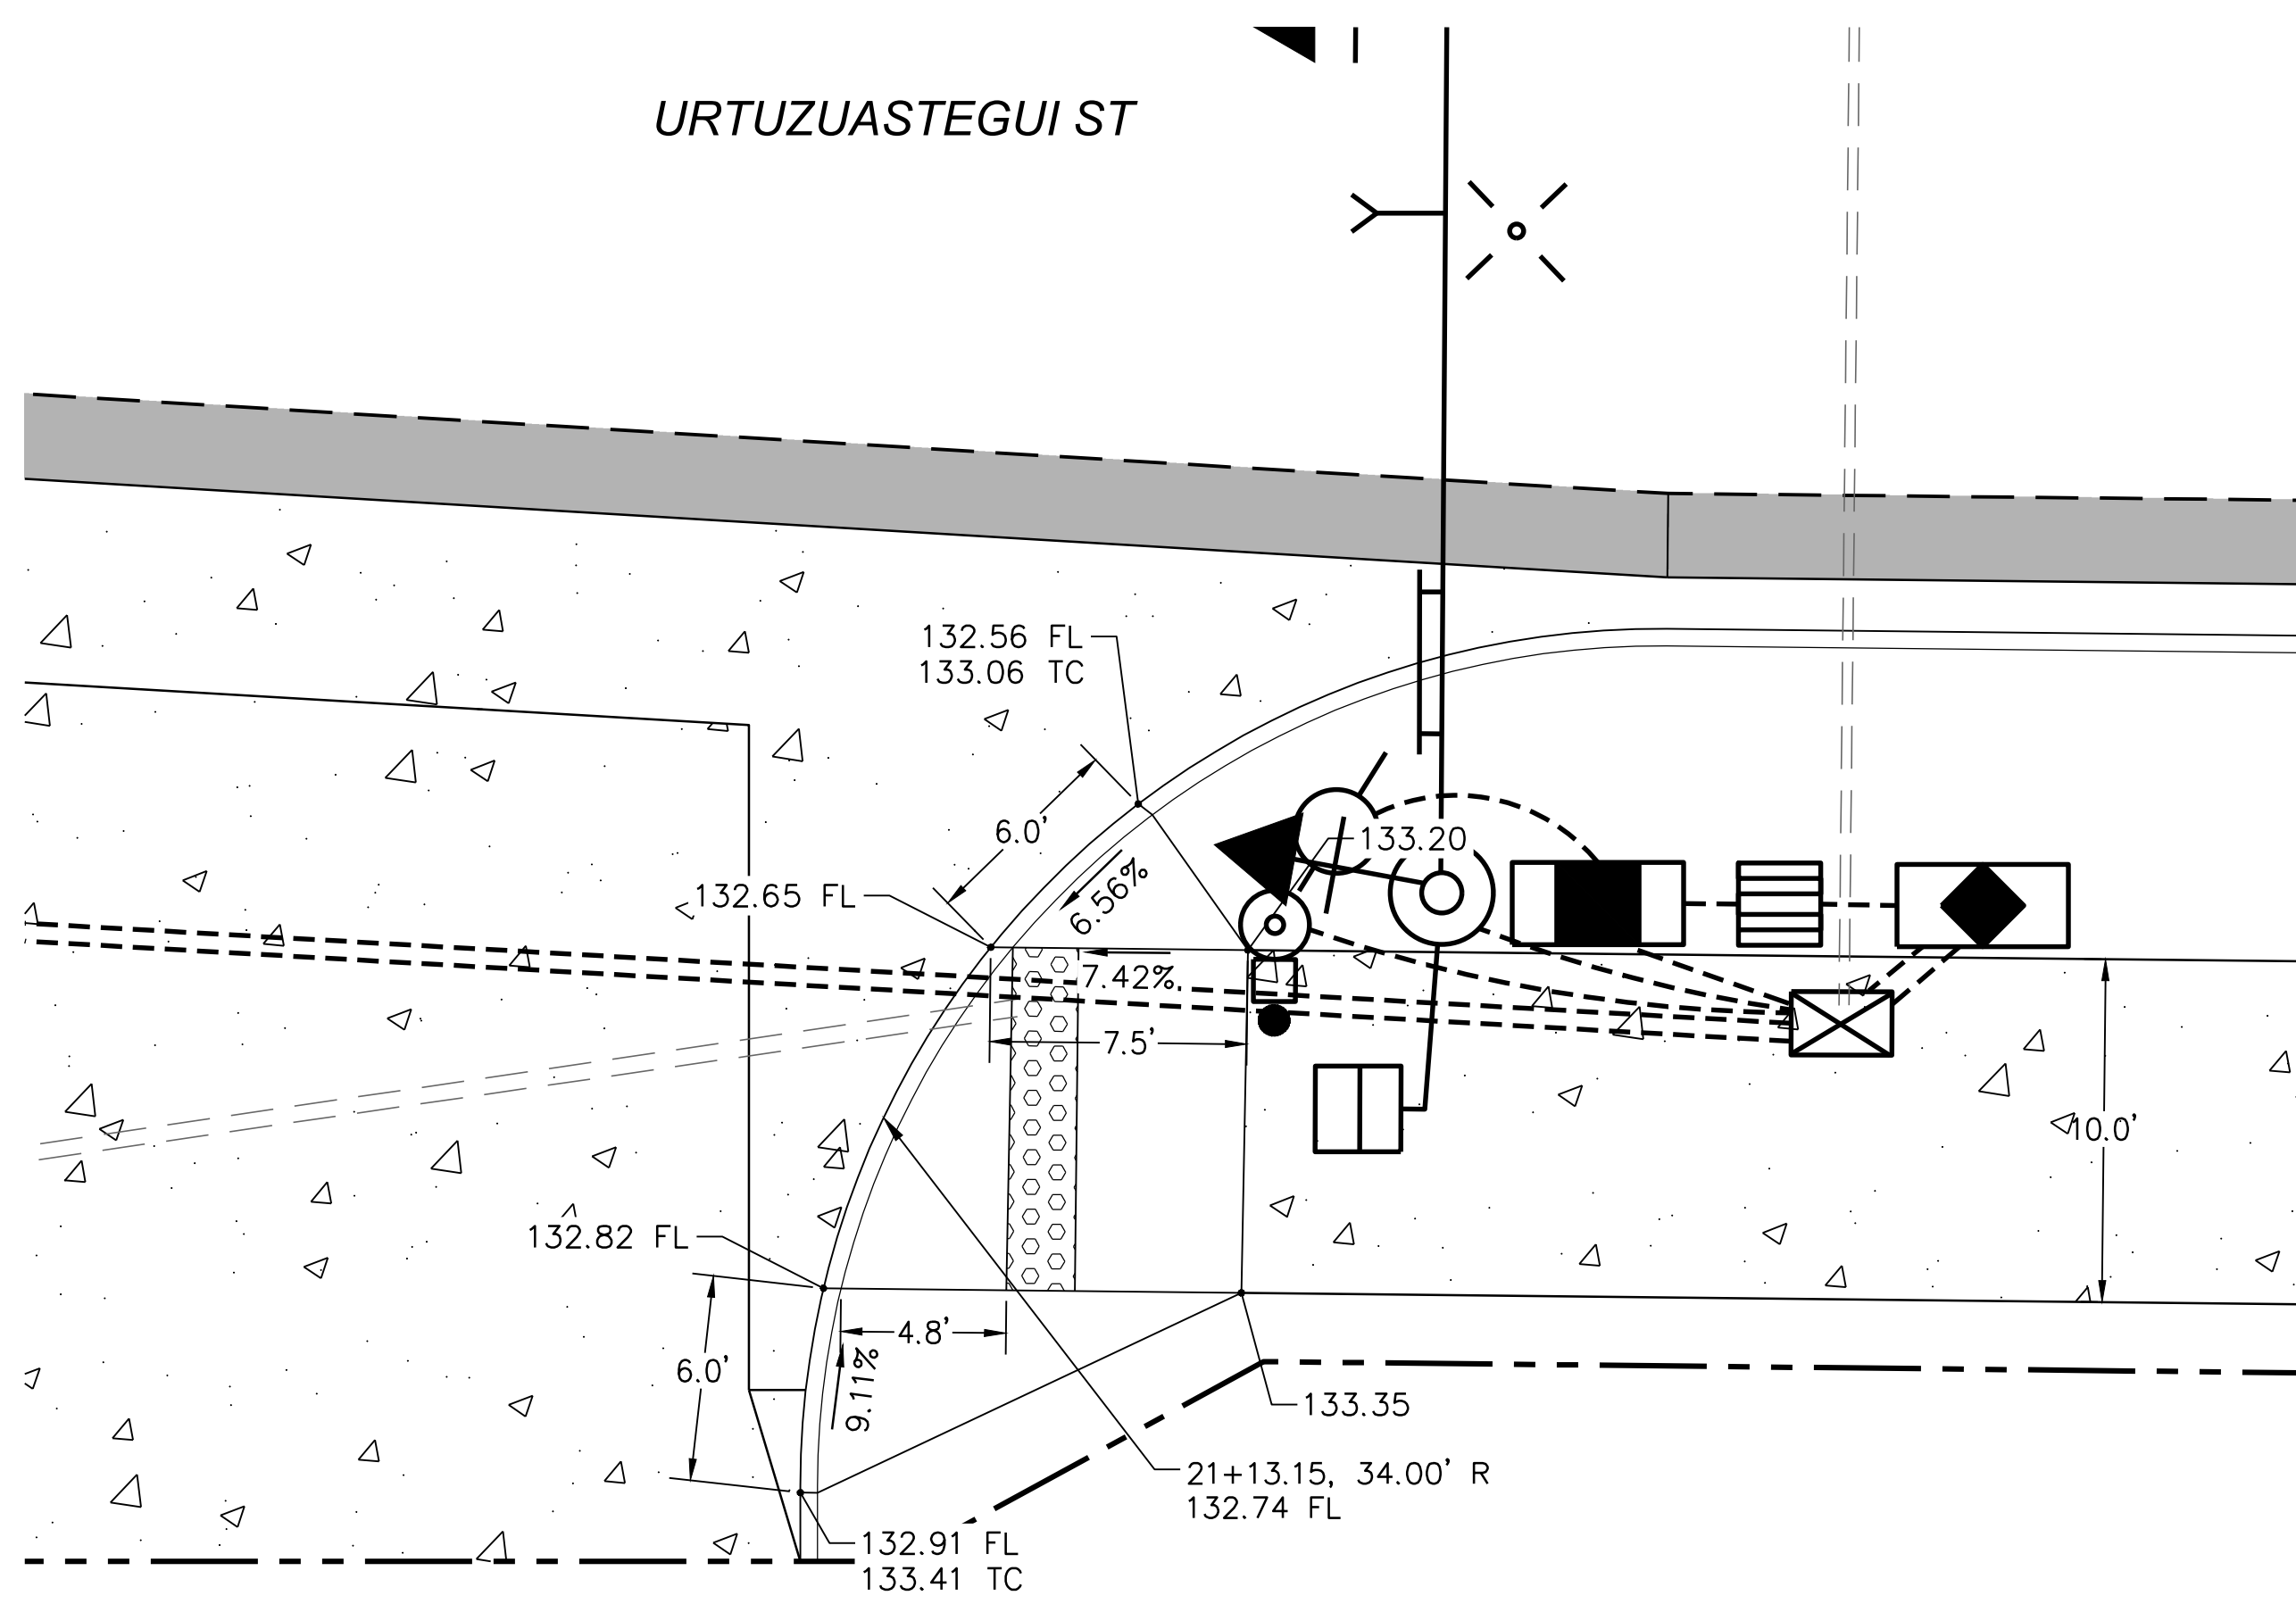 URTUZUASTEGUI ST
132.56 FL
133.06 TC
6.0'
133.20
132.65 FL
6.56%
7.42%
7.5'
10.0'
132.82 FL
4.8'
6.0'
9.11%
133.35
21+13.15, 34.00' R
132.74 FL
132.91 FL
133.41 TC